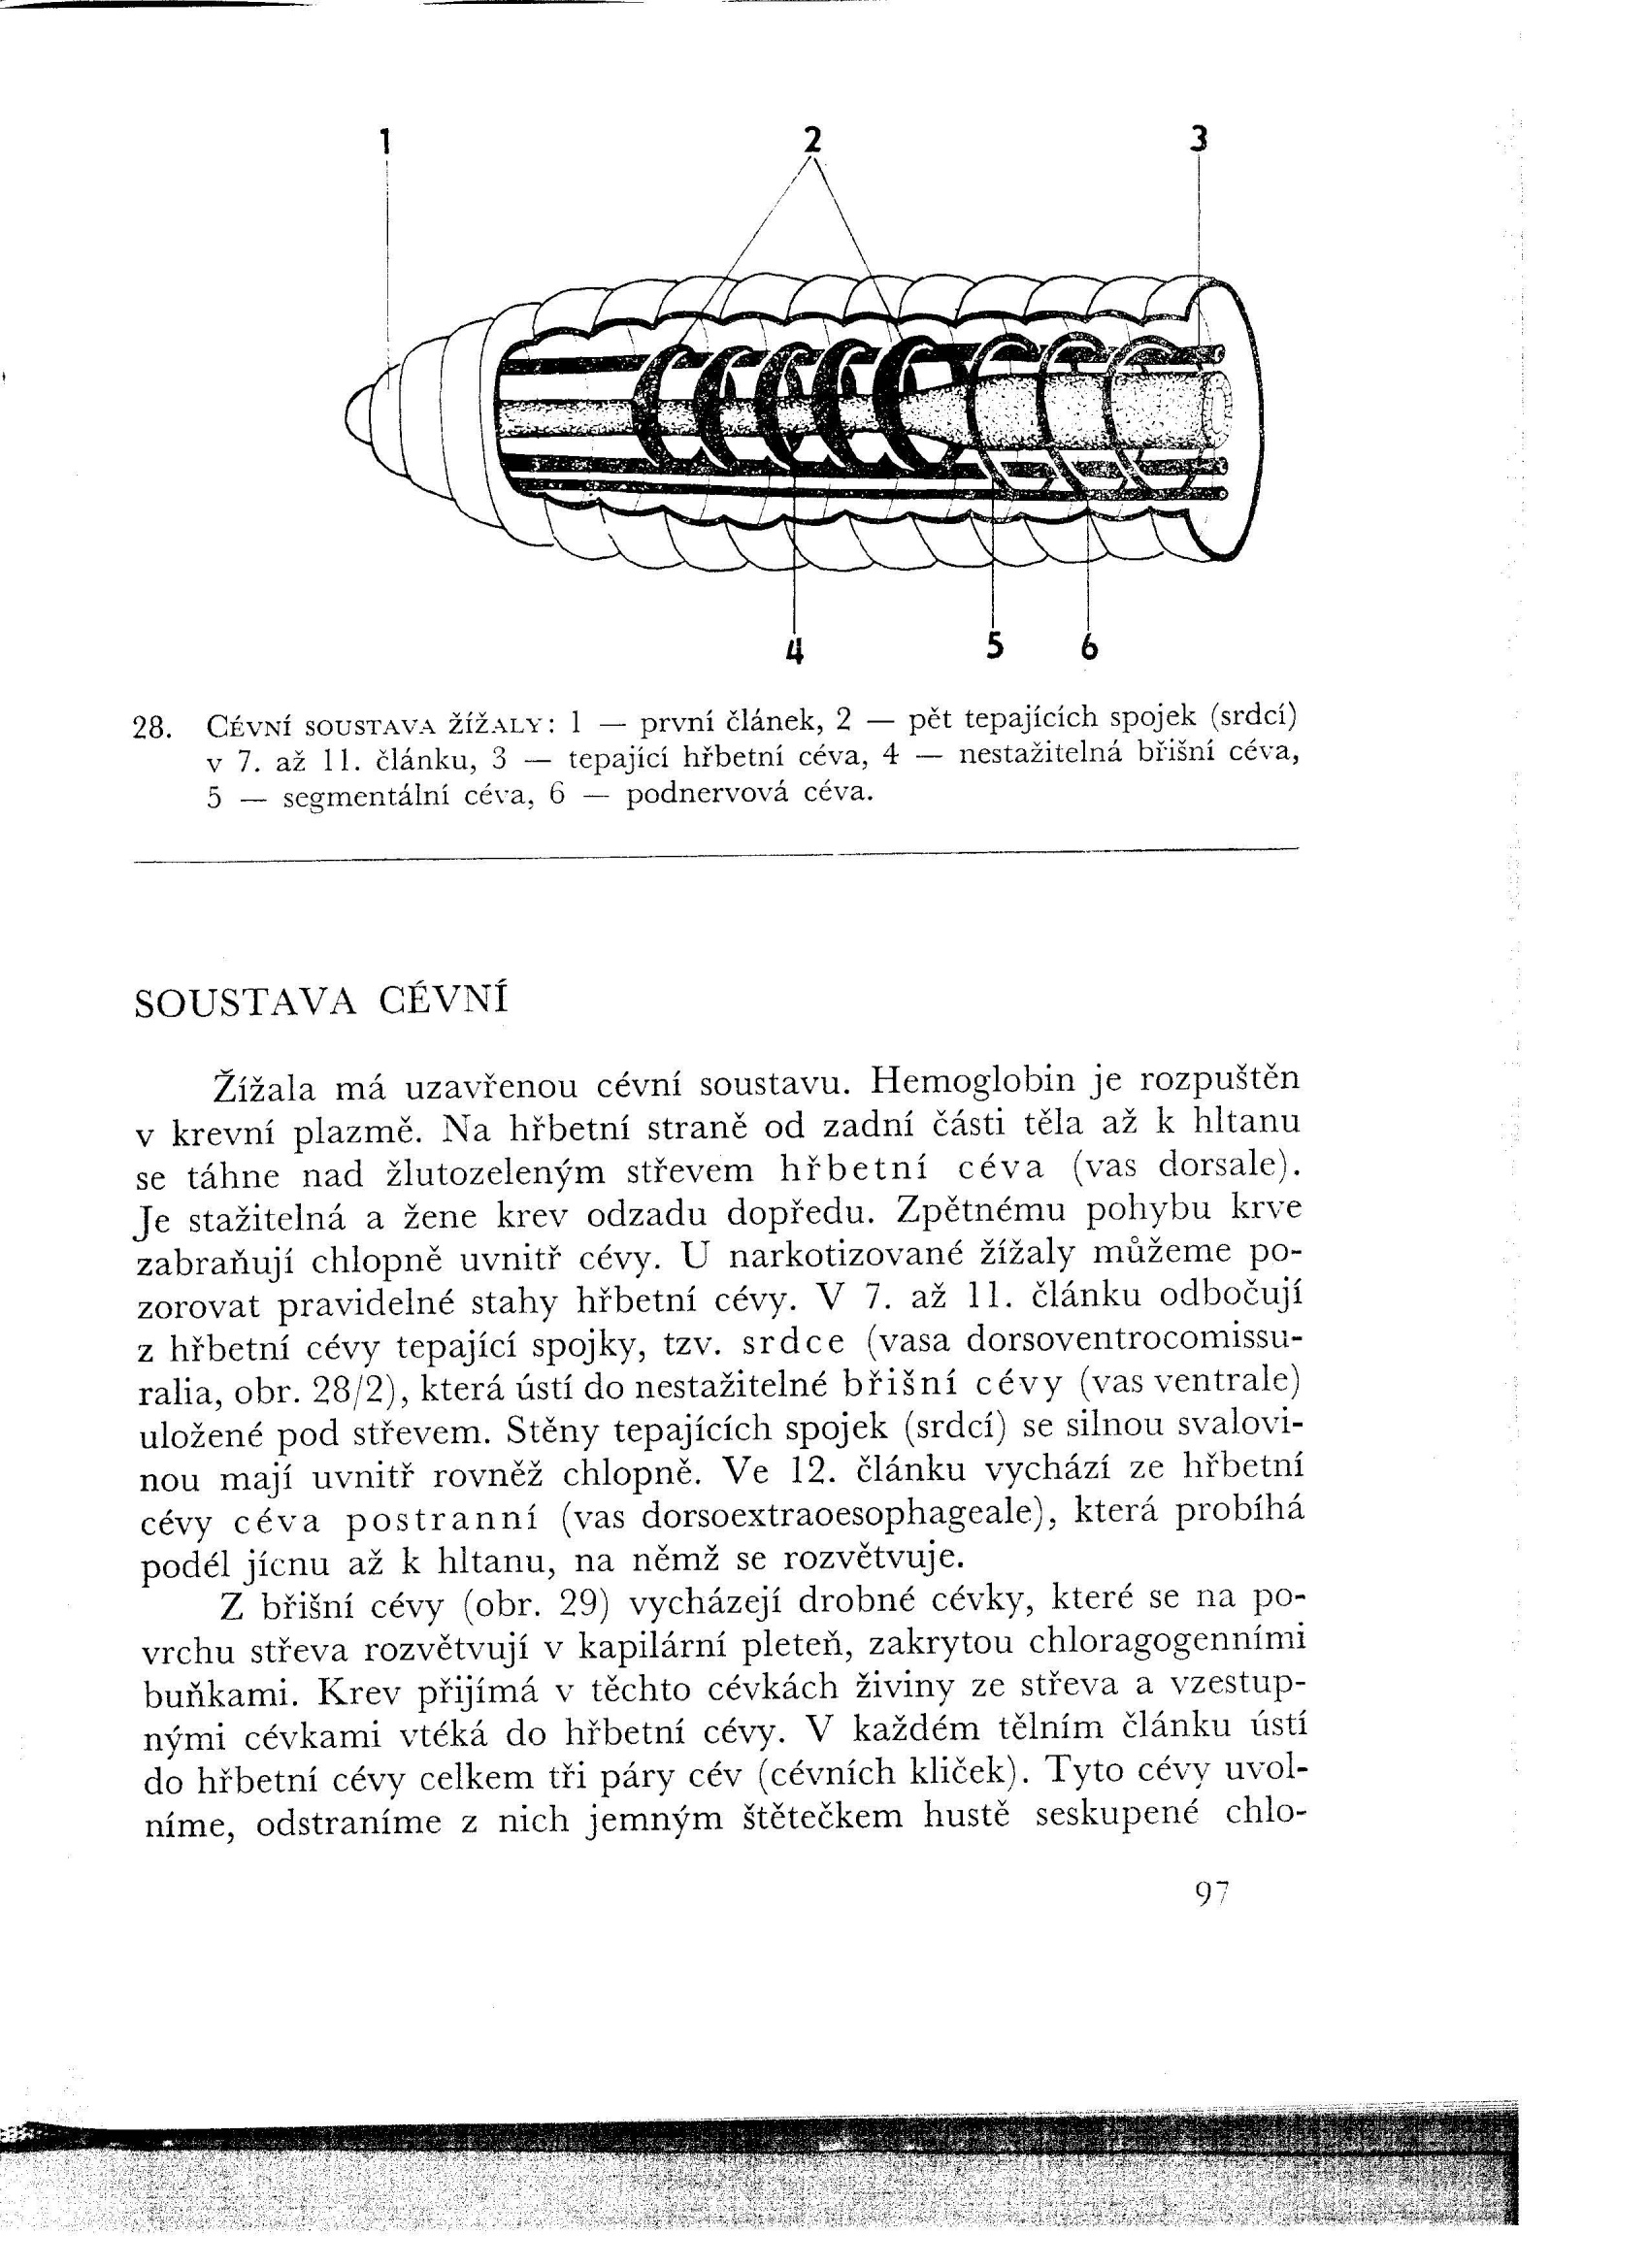 1 2 3
4 5 6
28. CÉVNÍ SOUSTAVA ŽÍŽALY: 1 — první článek, 2 — pět tepajících spojek (srdcí)
v 7. až 11. článku, 3 — tepající hřbetní céva, 4 — nestažitelná břišní céva,
5 — segmentální céva, 6 — podnervová céva.
SOUSTAVA CÉVNÍ
Žížala má uzavřenou cévní soustavu. Hemoglobin je rozpuštěn
v krevní plazmě. Na hřbetní straně od zadní části těla až k hltanu
se táhne nad žlutozeleným střevem hřbetní céva (vas dorsale).
Je stažitelná a žene krev odzadu dopředu. Zpětnému pohybu krve
zabraňují chlopně uvnitř cévy. U narkotizované žížaly můžeme po-
zorovat pravidelné stahy hřbetní cévy. V 7. až 11. článku odbočují
z hřbetní cévy tepající spojky, tzv. srdce (vasa dorsoventrocomissu-
ralia, obr. 28/2), která ústí do nestažitelné břišní cévy (vas ventrale)
uložené pod střevem. Stěny tepajících spojek (srdcí) se silnou svalovi-
nou mají uvnitř rovněž chlopně. Ve 12. článku vychází ze hřbetní
cévy céva postranní (vas dorsoextraoesophageale), která probíhá
podél jícnu až k hltanu, na němž se rozvětvuje.
Z břišní cévy (obr. 29) vycházejí drobné cévky, které se na po-
vrchu střeva rozvětvují v kapilární pleteň, zakrytou chloragogenními
buňkami. Krev přijímá v těchto cévkách živiny ze střeva a vzestup-
nými cévkami vtéká do hřbetní cévy. V každém tělním článku ústí
do hřbetní cévy celkem tři páry cév (cévních kliček). Tyto cévy uvol-
níme, odstraníme z nich jemným štětečkem hustě seskupené chlo-
97